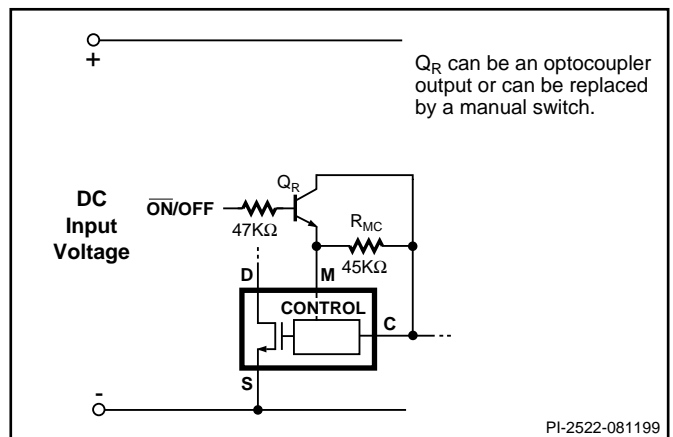 +
Q_R can be an optocoupler
output or can be replaced
by a manual switch.
Q_R
DC
Input
Voltage
O̅N̅/OFF
47KΩ
R_MC
45KΩ
D
M
CONTROL
C
S
-
PI-2522-081199